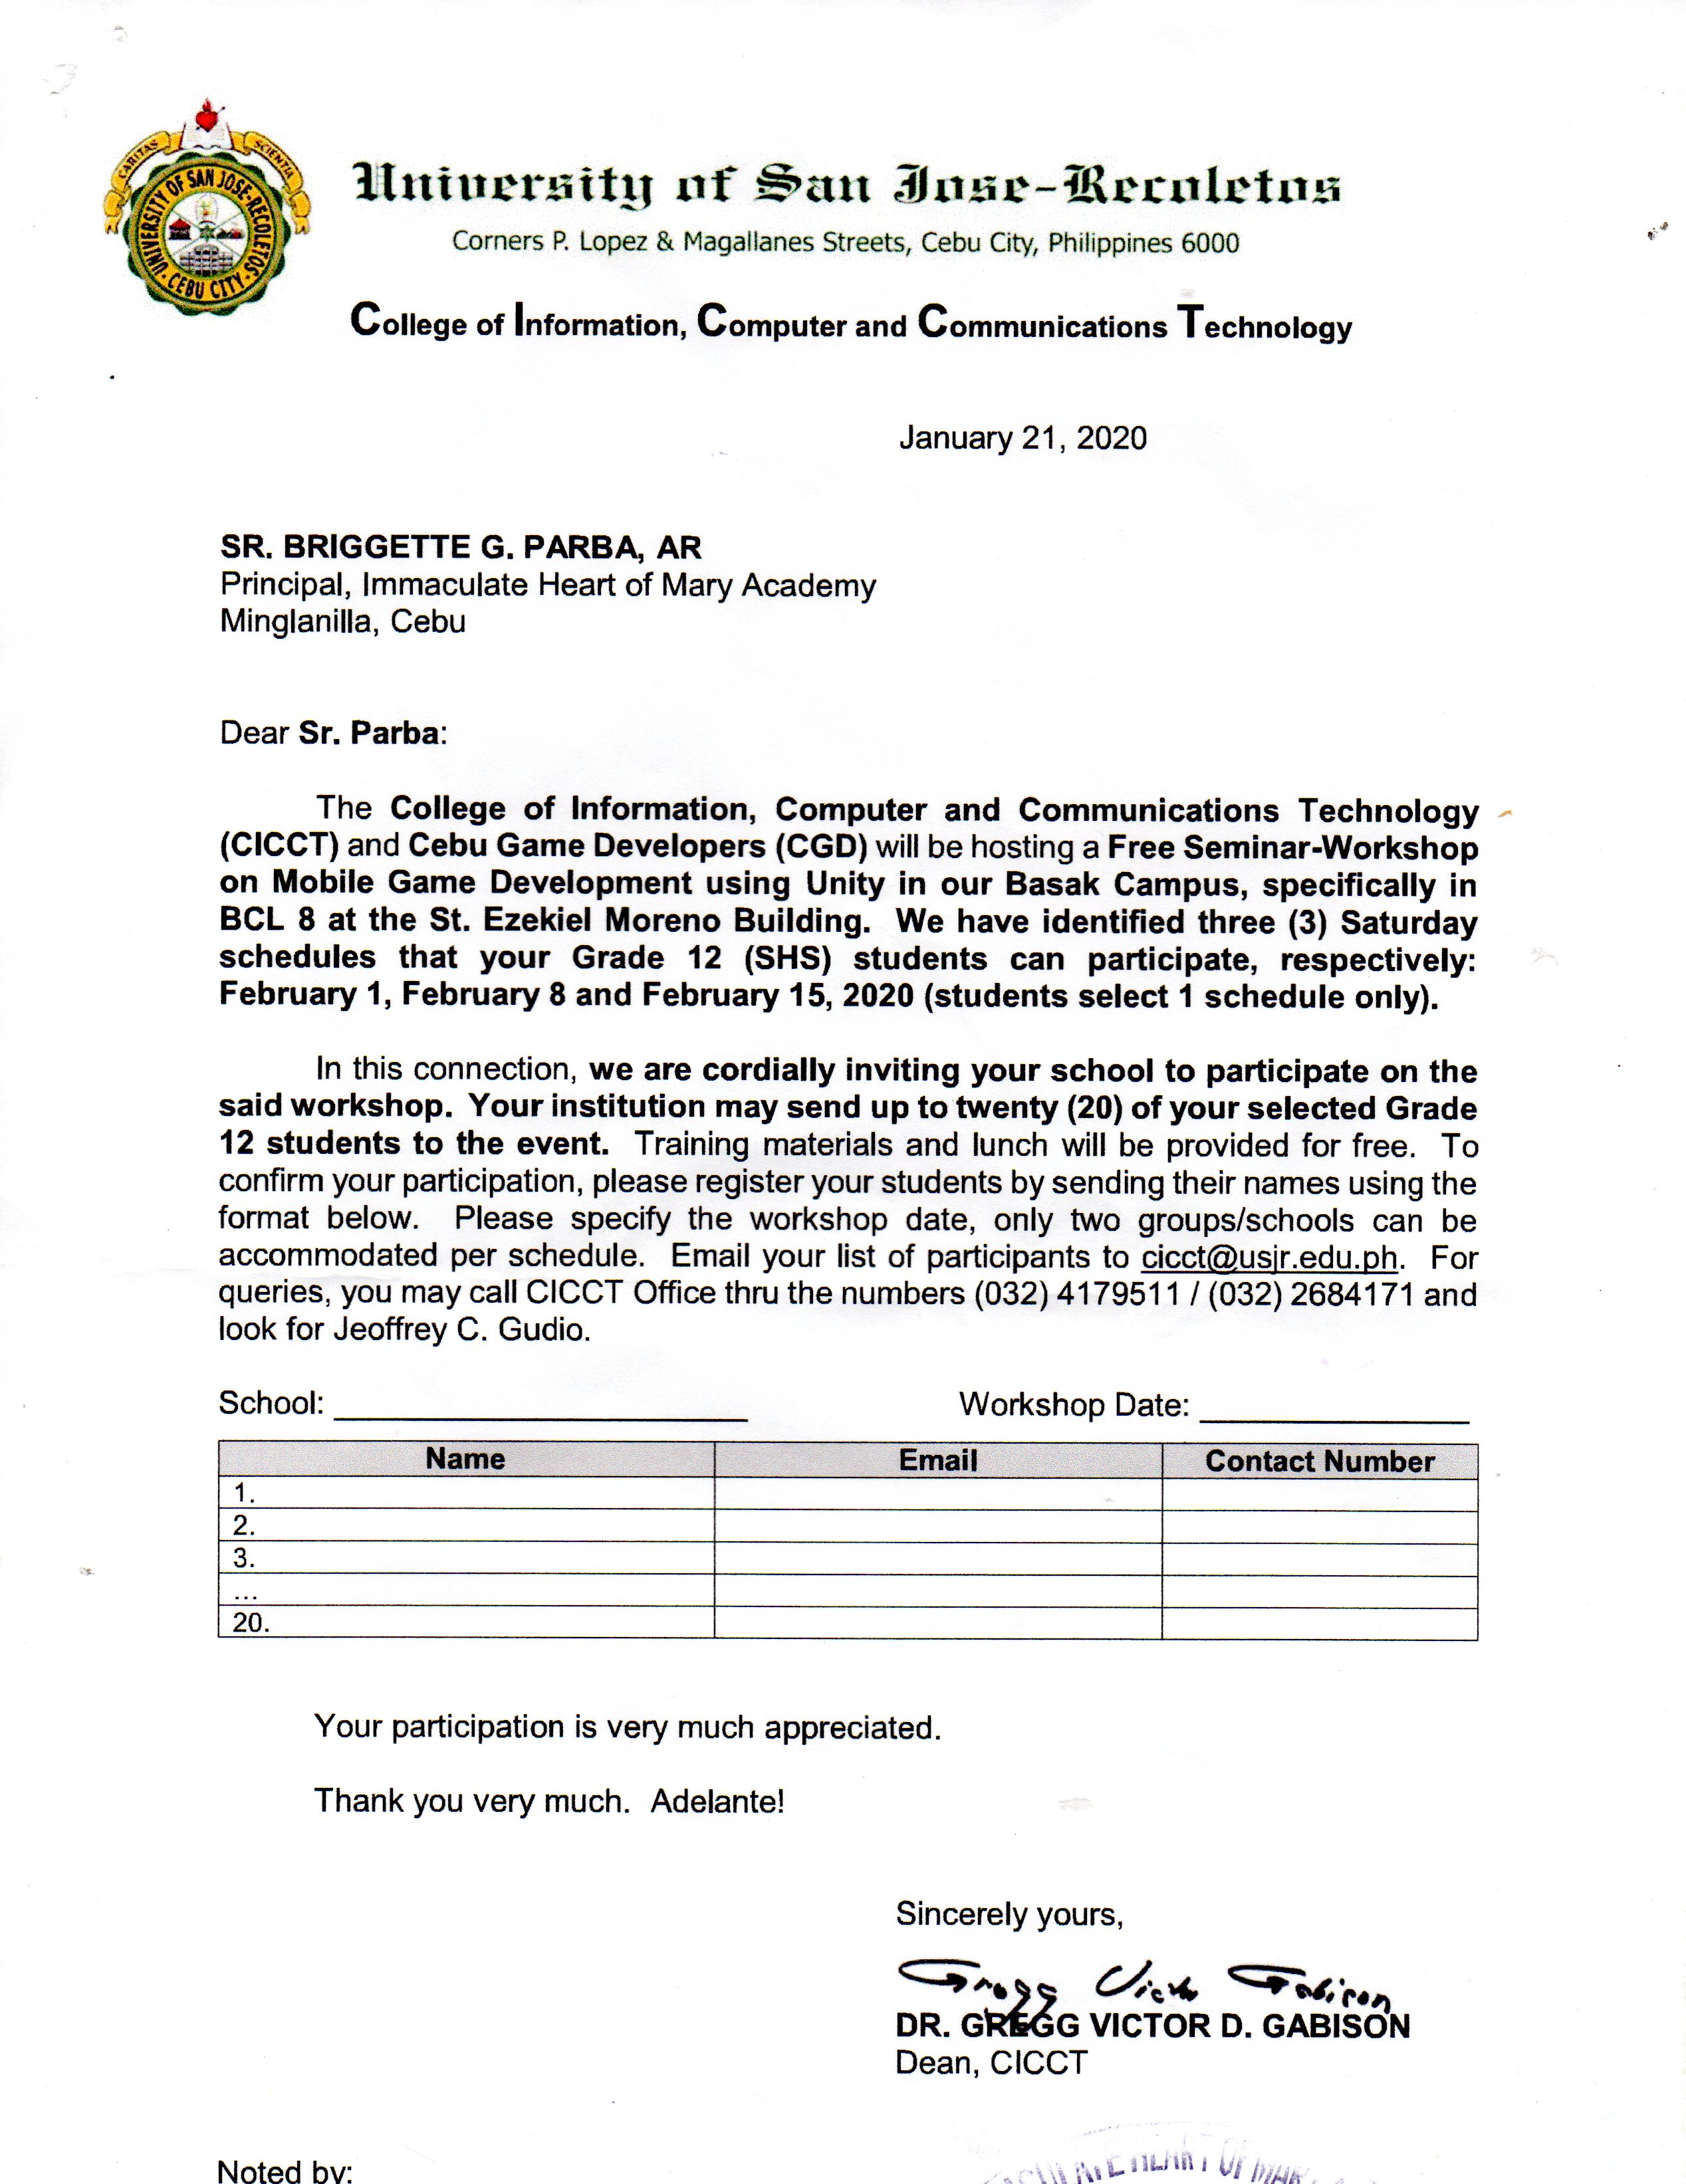 CARITAS
SCIENTIA
UNIVERSITY OF SAN JOSE-RECOLETOS
CEBU CITY
University of San Jose-Recoletos
Corners P. Lopez & Magallanes Streets, Cebu City, Philippines 6000
College of Information, Computer and Communications Technology
January 21, 2020
SR. BRIGGETTE G. PARBA, AR
Principal, Immaculate Heart of Mary Academy
Minglanilla, Cebu
Dear Sr. Parba:
The College of Information, Computer and Communications Technology
(CICCT) and Cebu Game Developers (CGD) will be hosting a Free Seminar-Workshop
on Mobile Game Development using Unity in our Basak Campus, specifically in
BCL 8 at the St. Ezekiel Moreno Building. We have identified three (3) Saturday
schedules that your Grade 12 (SHS) students can participate, respectively:
February 1, February 8 and February 15, 2020 (students select 1 schedule only).
In this connection, we are cordially inviting your school to participate on the
said workshop. Your institution may send up to twenty (20) of your selected Grade
12 students to the event. Training materials and lunch will be provided for free. To
confirm your participation, please register your students by sending their names using the
format below. Please specify the workshop date, only two groups/schools can be
accommodated per schedule. Email your list of participants to cicct@usjr.edu.ph. For
queries, you may call CICCT Office thru the numbers (032) 4179511 / (032) 2684171 and
look for Jeoffrey C. Gudio.
School: Workshop Date:
Name Email Contact Number
1.
2.
3.
...
20.
Your participation is very much appreciated.
Thank you very much. Adelante!
Sincerely yours,
Gregg Victor Gabison
DR. GREGG VICTOR D. GABISON
Dean, CICCT
Noted by:
HEART OF